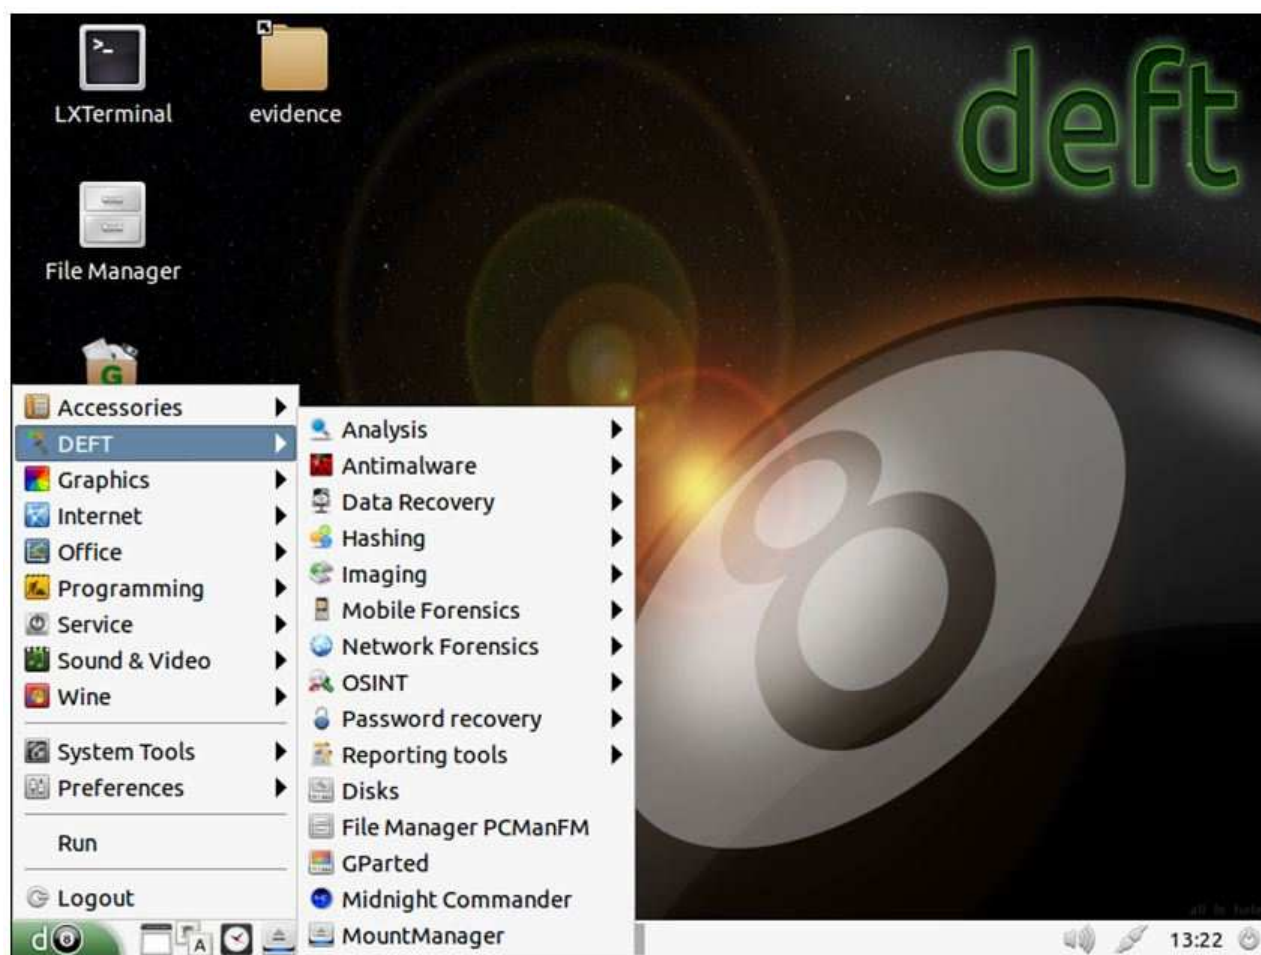 LXTerminal
evidence
deft
File Manager
G
Accessories
DEFT
Graphics
Internet
Office
Programming
Service
Sound & Video
Wine
System Tools
Preferences
Run
Logout
Analysis
Antimalware
Data Recovery
Hashing
Imaging
Mobile Forensics
Network Forensics
OSINT
Password recovery
Reporting tools
Disks
File Manager PCManFM
GParted
Midnight Commander
MountManager
8
d8
A
13:22